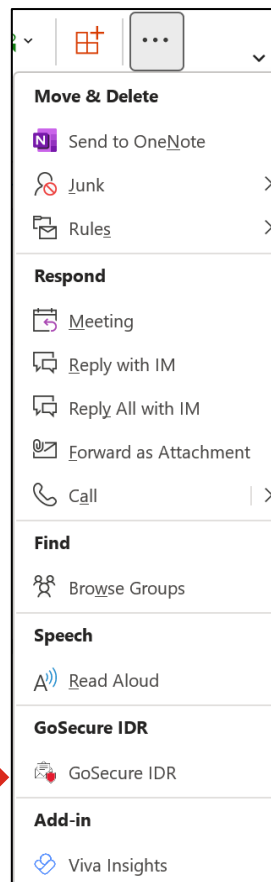 Move & Delete
Send to OneNote
Junk
Rules
Respond
Meeting
Reply with IM
Reply All with IM
Forward as Attachment
Call
Find
Browse Groups
Speech
Read Aloud
GoSecure IDR
GoSecure IDR
Add-in
Viva Insights